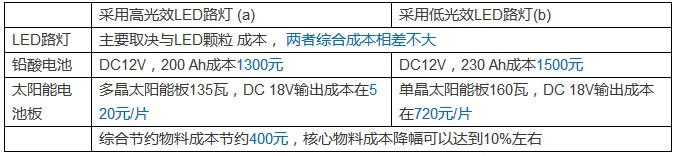 采用高光效LED路灯 (a)
采用低光效LED路灯(b)
LED路灯
主要取决与LED颗粒 成本， 两者综合成本相差不大
铅酸电池
DC12V，200 Ah成本1300元
DC12V，230 Ah成本1500元
太阳能电
池板
多晶太阳能板135瓦，DC 18V输出成本在5
20元/片
单晶太阳能板160瓦，DC 18V输出成本
在720元/片
综合节约物料成本节约400元，核心物料成本降幅可以达到10%左右